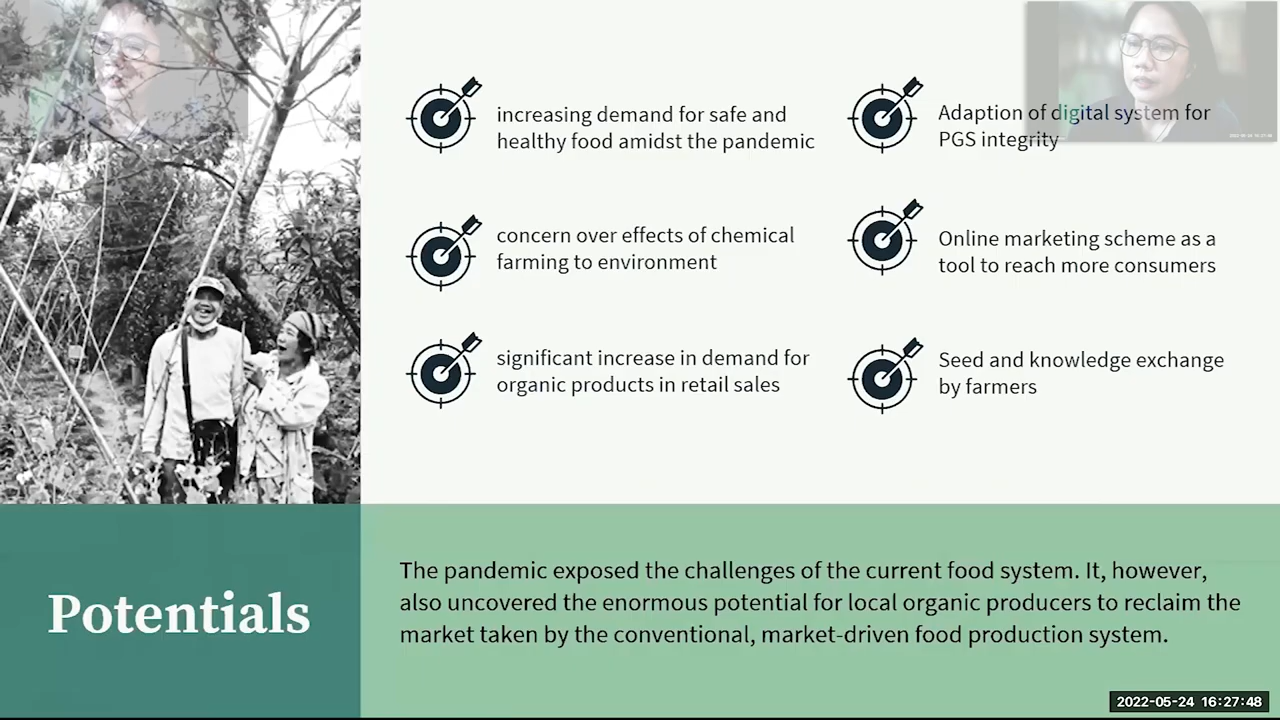 increasing demand for safe and
healthy food amidst the pandemic
concern over effects of chemical
farming to environment
significant increase in demand for
organic products in retail sales
Adaption of digital system for
PGS integrity
Online marketing scheme as a
tool to reach more consumers
Seed and knowledge exchange
by farmers
Potentials
The pandemic exposed the challenges of the current food system. It, however,
also uncovered the enormous potential for local organic producers to reclaim the
market taken by the conventional, market-driven food production system.
2022-05-24 16:27:48